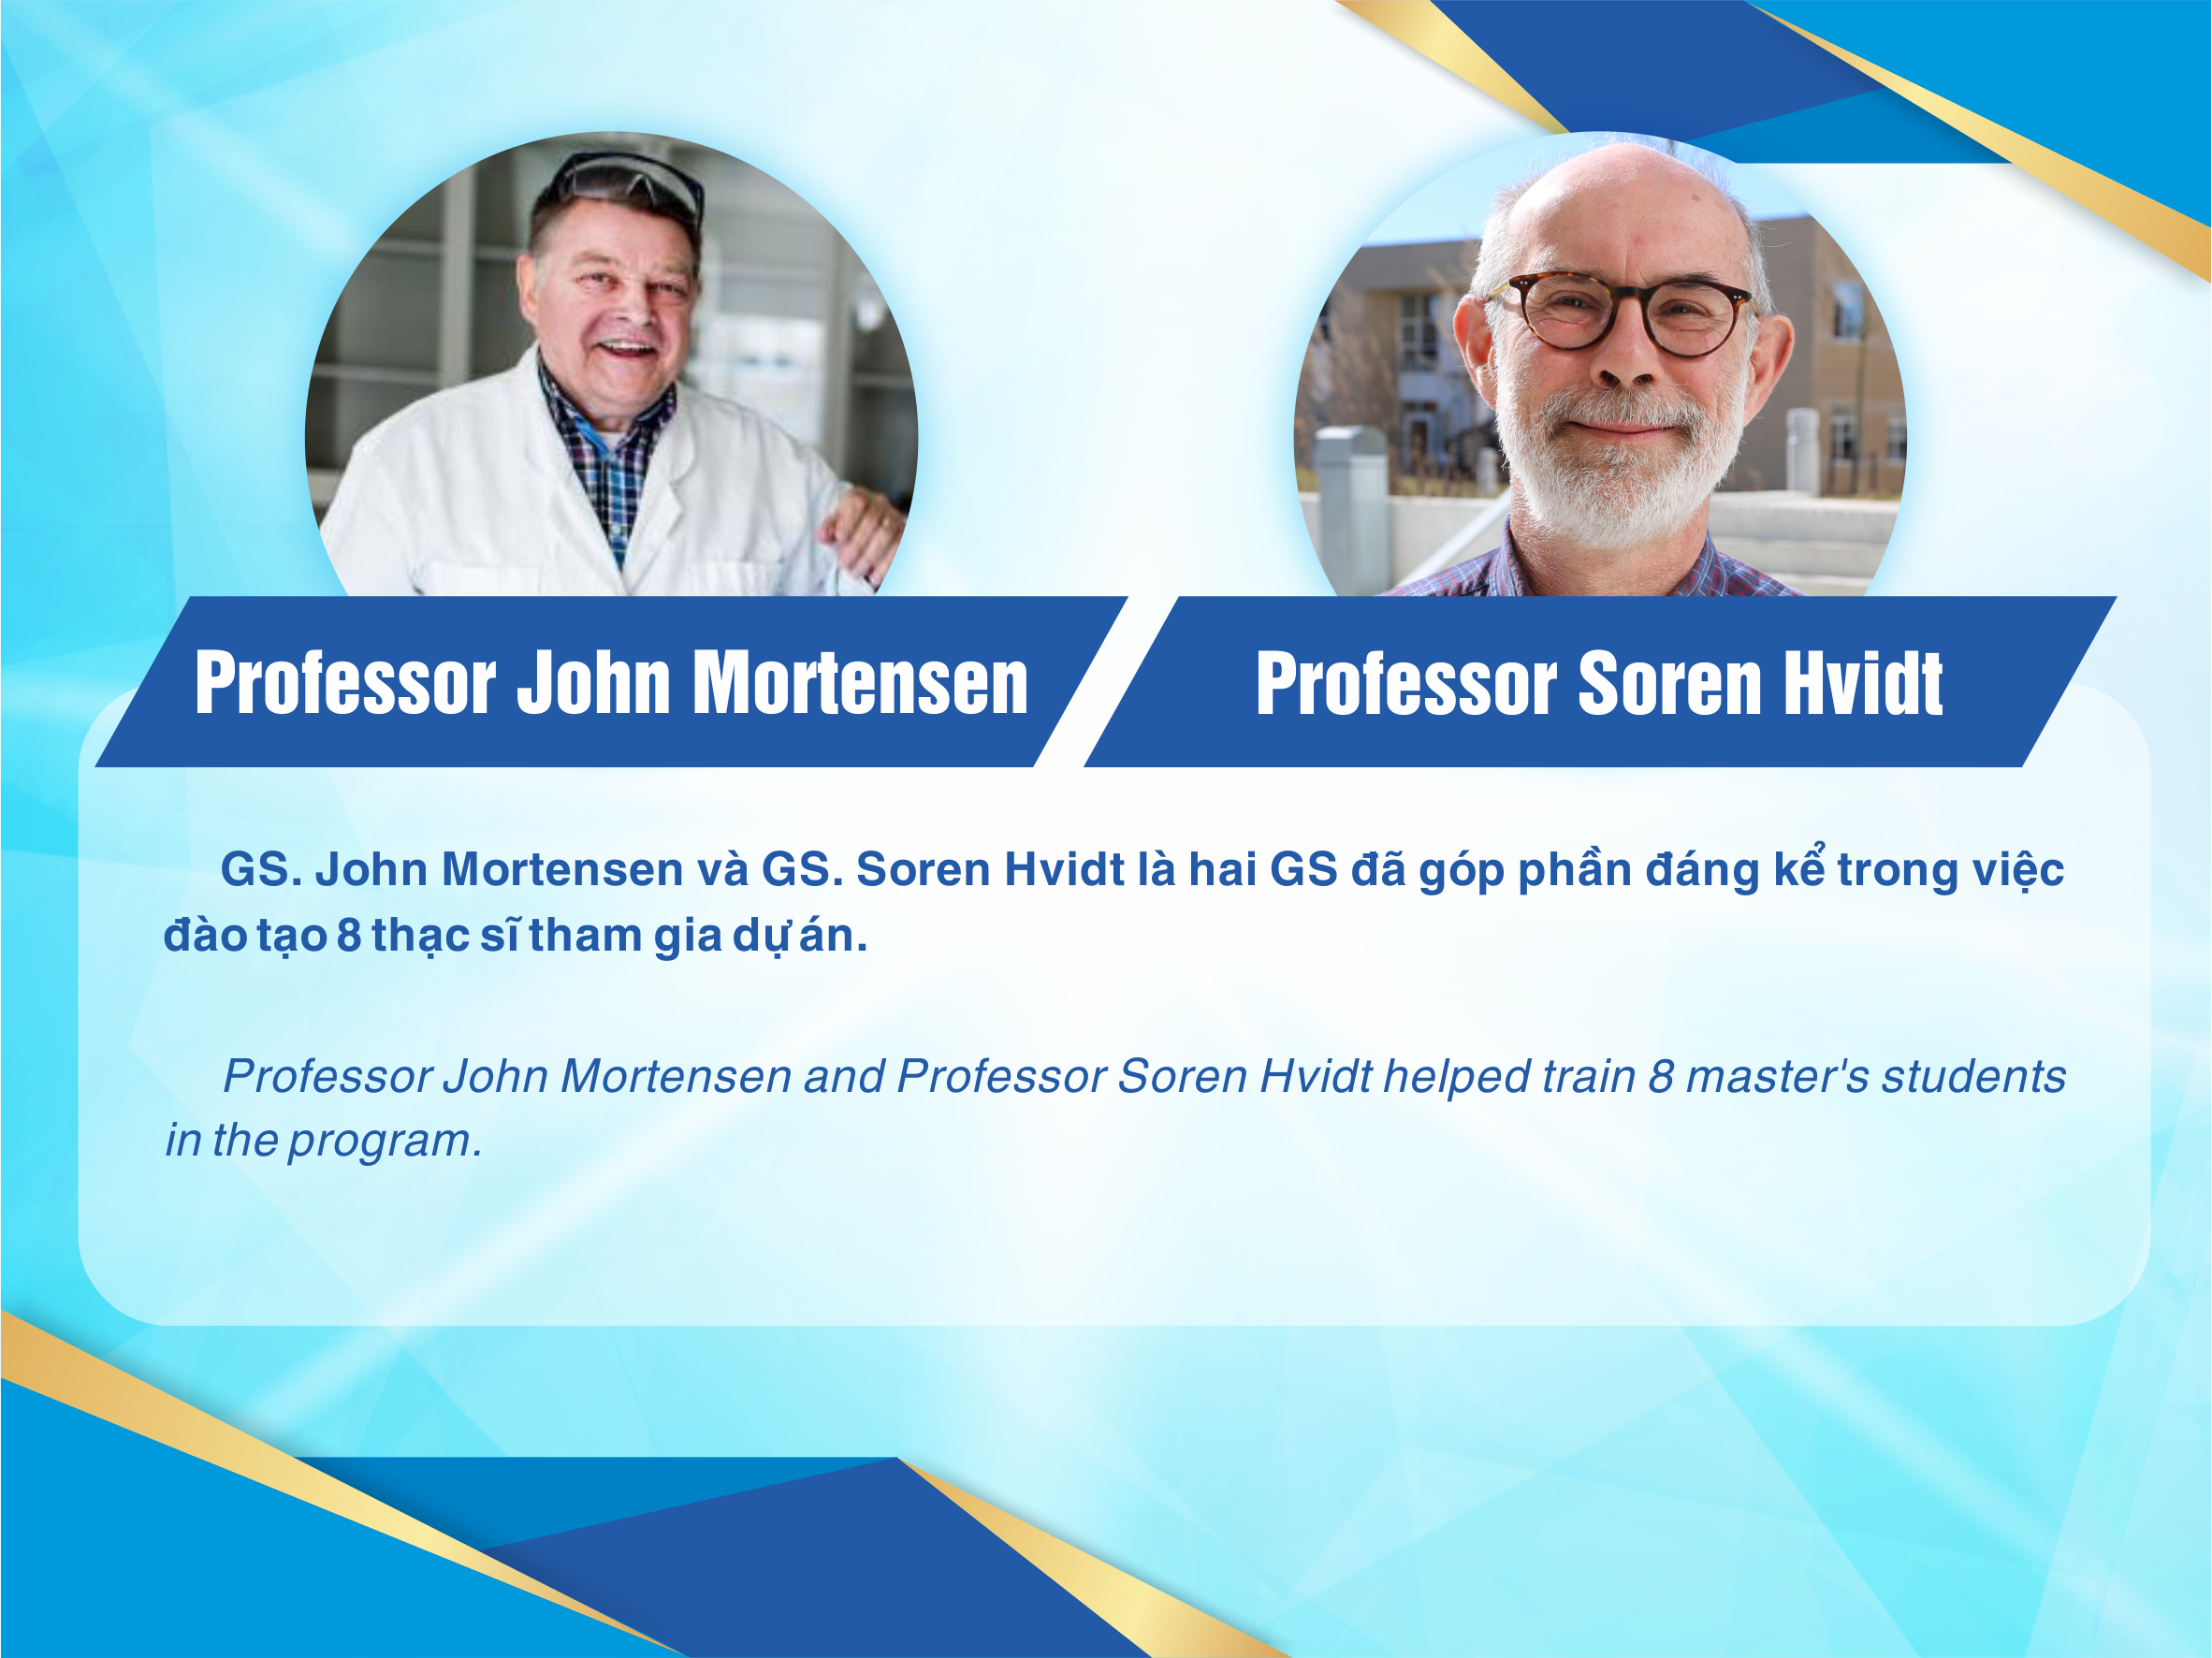 Professor John Mortensen
Professor Soren Hvidt
GS. John Mortensen và GS. Soren Hvidt là hai GS đã góp phần đáng kể trong việc
đào tạo 8 thạc sĩ tham gia dự án.
Professor John Mortensen and Professor Soren Hvidt helped train 8 master's students
in the program.